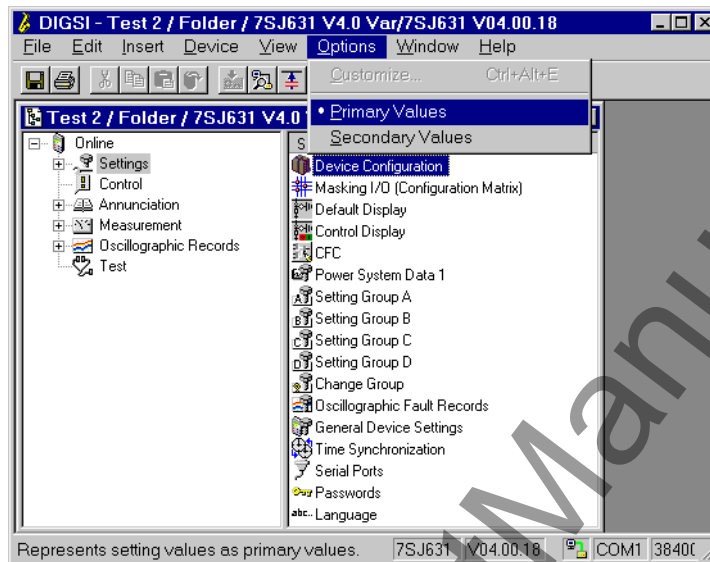 DIGSI - Test 2 / Folder / 7SJ631 V4.0 Var/7SJ631 V04.00.18
File Edit Insert Device View Options Window Help
Customize... Ctrl+Alt+E
• Primary Values
Secondary Values
Test 2 / Folder / 7SJ631 V4.0
Online
Settings
Control
Annunciation
Measurement
Oscillographic Records
Test
S
Device Configuration
Masking I/O (Configuration Matrix)
Default Display
Control Display
CFC
Power System Data 1
Setting Group A
Setting Group B
Setting Group C
Setting Group D
Change Group
Oscillographic Fault Records
General Device Settings
Time Synchronization
Serial Ports
Passwords
abc.. Language
Represents setting values as primary values. 7SJ631 V04.00.18 COM1 38400